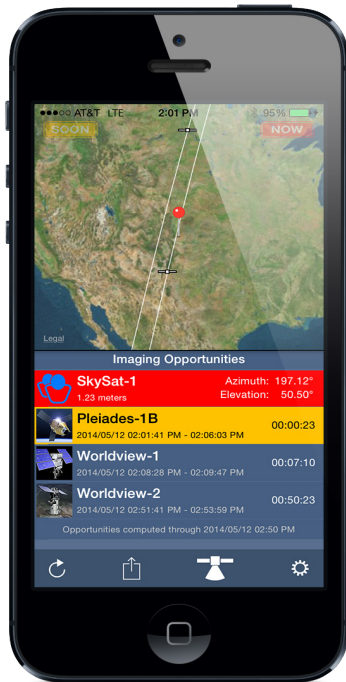 AT&T LTE 2:01 PM 95%
SOON NOW
Legal
Imaging Opportunities
SkySat-1 Azimuth: 197.12°
1.23 meters Elevation: 50.50°
Pleiades-1B
2014/05/12 02:01:41 PM - 02:06:03 PM 00:00:23
Worldview-1
2014/05/12 02:08:28 PM - 02:09:47 PM 00:07:10
Worldview-2
2014/05/12 02:51:41 PM - 02:53:59 PM 00:50:23
Opportunities computed through 2014/05/12 02:50 PM